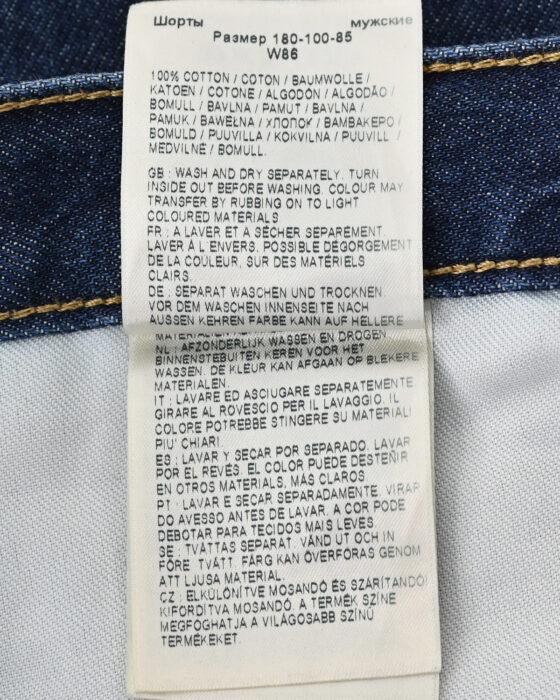 Шорты мужские
Размер 180-100-85
W86
100% COTTON / COTON / BAUMWOLLE /
KATOEN / COTONE / ALGODÓN / ALGODÃO /
BOMULL / BAVLNA / PAMUT / BAVLNA /
PAMUK / BAWEŁNA / ХЛОПОК / BAMBAKEPO /
BOMULD / PUUVILLA / KOKVILNA / PUUVILL /
MEDVILNĖ / BOMULL.
GB : WASH AND DRY SEPARATELY. TURN
INSIDE OUT BEFORE WASHING. COLOUR MAY
TRANSFER BY RUBBING ON TO LIGHT
COLOURED MATERIALS
FR : A LAVER ET A SÉCHER SÉPARÉMENT.
LAVER À L'ENVERS. POSSIBLE DÉGORGEMENT
DE LA COULEUR, SUR DES MATÉRIELS
CLAIRS.
DE : SEPARAT WASCHEN UND TROCKNEN.
VOR DEM WASCHEN INNENSEITE NACH
AUSSEN KEHREN FARBE KANN AUF HELLERE
MATERIALIEN
NL : AFZONDERLIJK WASSEN EN DROGEN
BINNENSTEBUITEN KEREN VOOR HET
WASSEN. DE KLEUR KAN AFGAAN OP BLEKERE
MATERIALEN.
IT : LAVARE ED ASCIUGARE SEPARATEMENTE
GIRARE AL ROVESCIO PER IL LAVAGGIO. IL
COLORE POTREBBE STINGERE SU MATERIALI
PIU' CHIARI.
ES : LAVAR Y SECAR POR SEPARADO. LAVAR
POR EL REVÉS. EL COLOR PUEDE DESTEÑIR
EN OTROS MATERIALS, MÁS CLAROS
PT : LAVAR E SECAR SEPARADAMENTE. VIRAR
DO AVESSO ANTES DE LAVAR. A COR PODE
DEBOTAR PARA TECIDOS MAIS LEVES.
SE : TVÄTTAS SEPARAT. VÄND UT OCH IN
FÖRE TVÄTT. FÄRG KAN ÖVERFÖRAS GENOM
ATT LJUSA MATERIAL.
CZ : ELKÜLÖNÍTVE MOSANDÓ ÉS SZÁRÍTANDÓ
KIFORDÍTVA MOSANDÓ. A TERMÉK SZÍNE
MEGFOGHATJA A VILÁGOSABB SZÍNŰ
TERMÉKEKET.